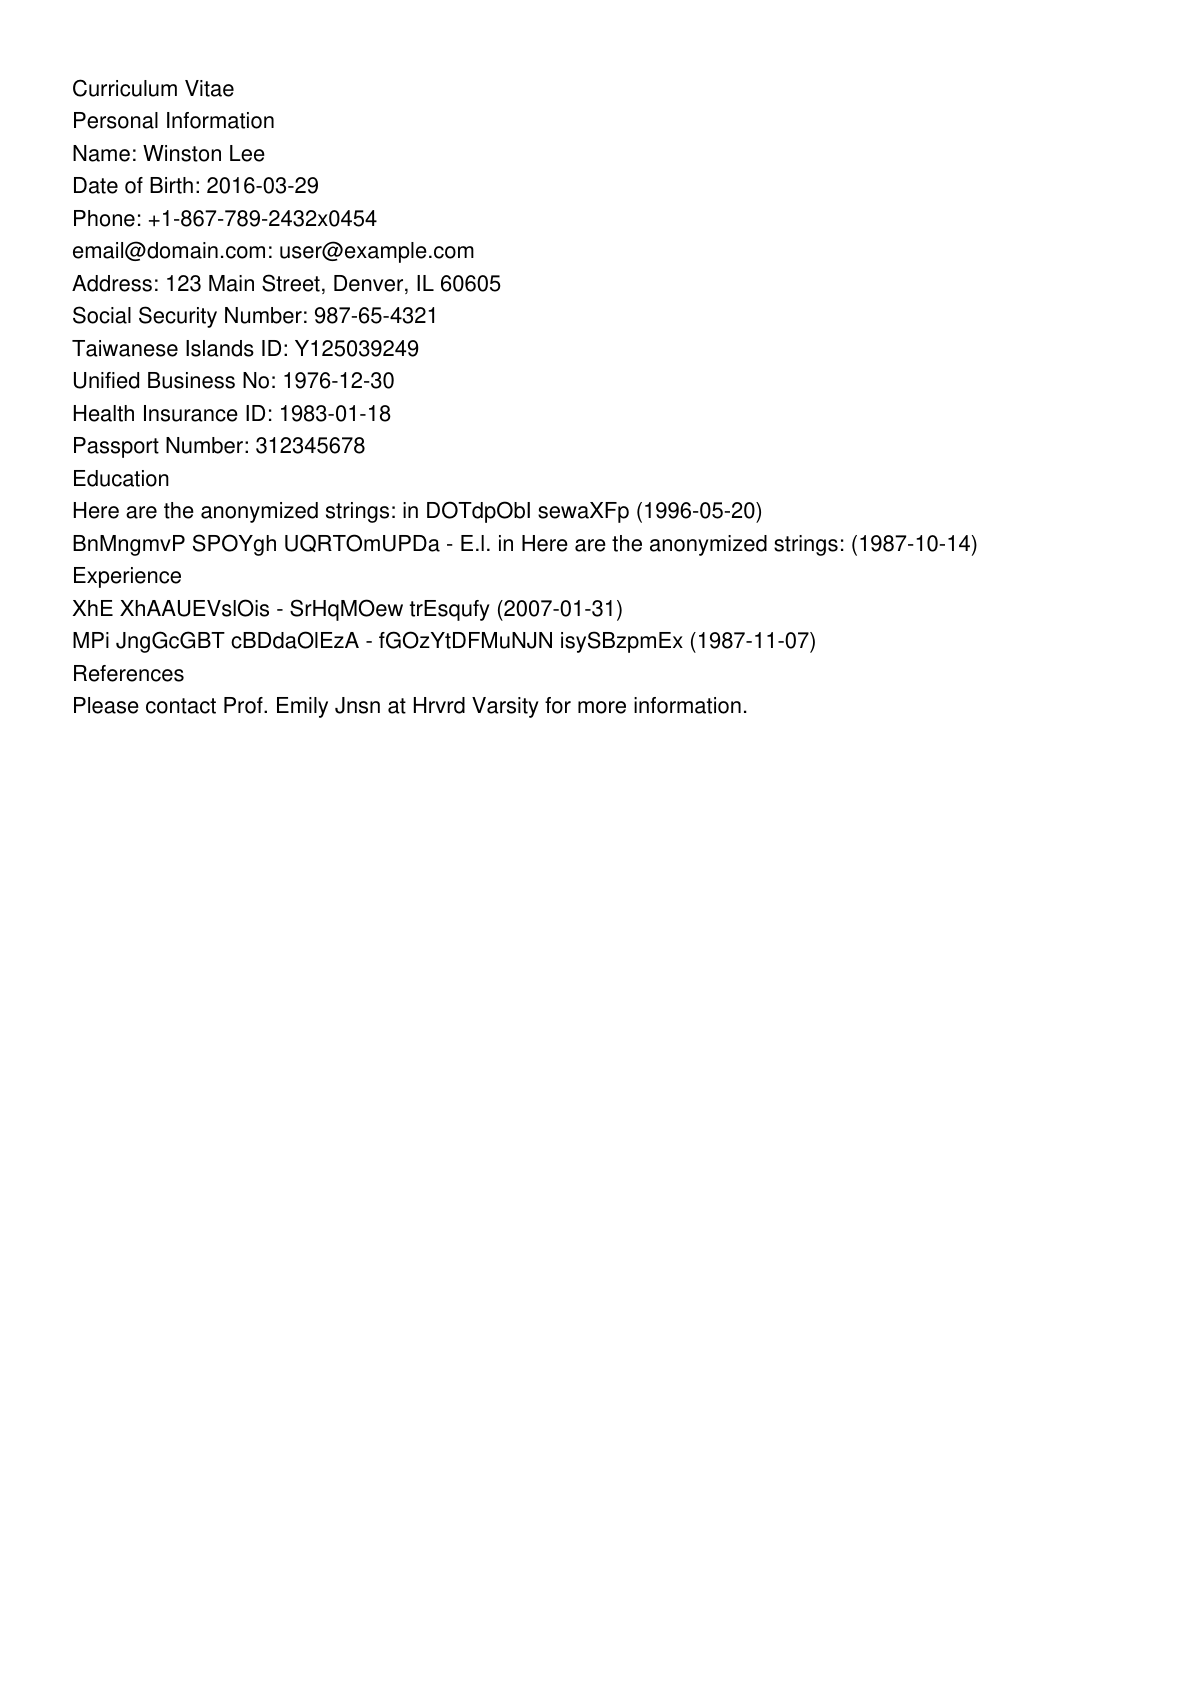 Curriculum Vitae
Personal Information
Name: Winston Lee
Date of Birth: 2016-03-29
Phone: +1-867-789-2432x0454
email@domain.com: user@example.com
Address: 123 Main Street, Denver, IL 60605
Social Security Number: 987-65-4321
Taiwanese Islands ID: Y125039249
Unified Business No: 1976-12-30
Health Insurance ID: 1983-01-18
Passport Number: 312345678
Education
Here are the anonymized strings: in DOTdpObI sewaXFp (1996-05-20)
BnMngmvP SPOYgh UQRTOmUPDa - E.l. in Here are the anonymized strings: (1987-10-14)
Experience
XhE XhAAUEVslOis - SrHqMOew trEsqufy (2007-01-31)
MPi JngGcGBT cBDdaOlEzA - fGOzYtDFMuNJN isySBzpmEx (1987-11-07)
References
Please contact Prof. Emily Jnsn at Hrvrd Varsity for more information.